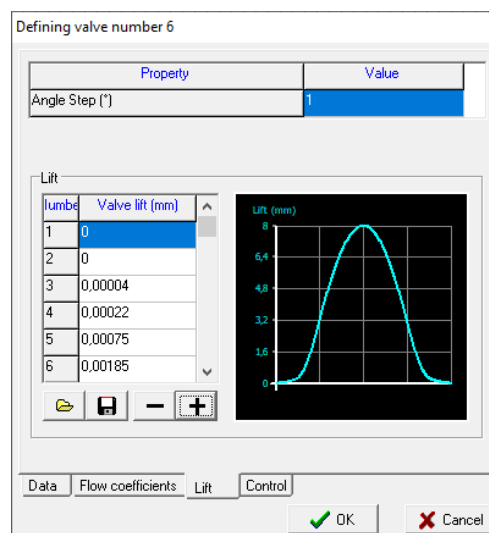 Defining valve number 6
Property Value
Angle Step (°) 1
Lift
lumbe Valve lift (mm)
1 0
2 0
3 0,00004
4 0,00022
5 0,00075
6 0,00185
Lift (mm)
8
6,4
4,8
3,2
1,6
0
Data Flow coefficients Lift Control
OK Cancel